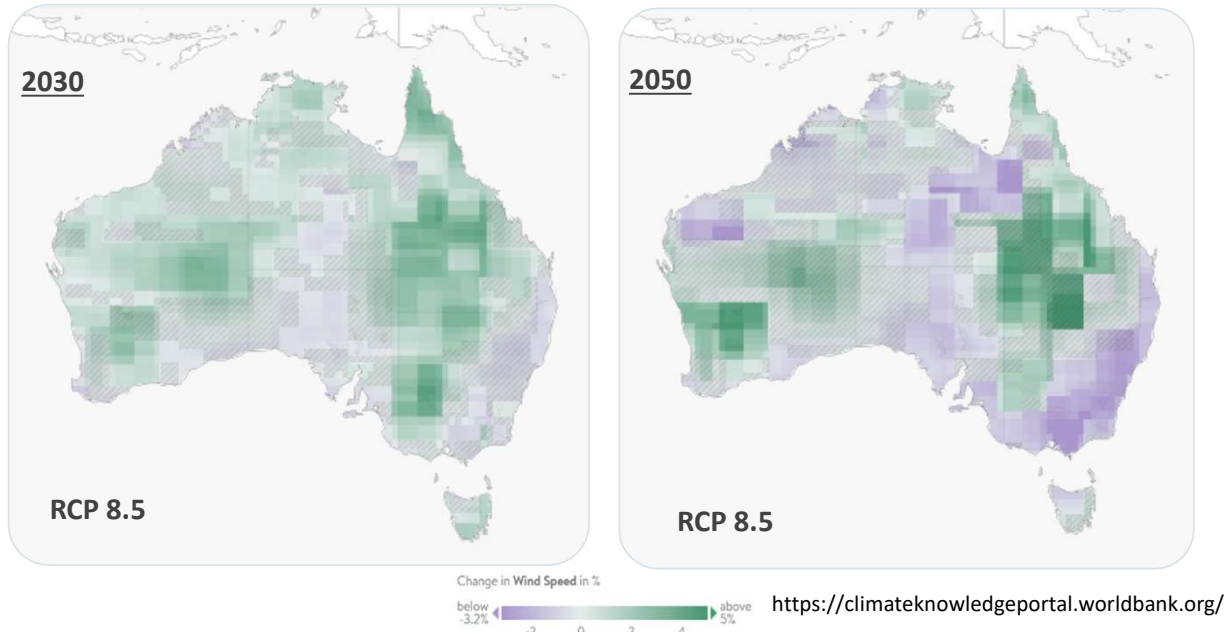 2030
2050
RCP 8.5
RCP 8.5
Change in Wind Speed in %
below
-3.2%
above
5%
-2 0 2 4
https://climateknowledgeportal.worldbank.org/